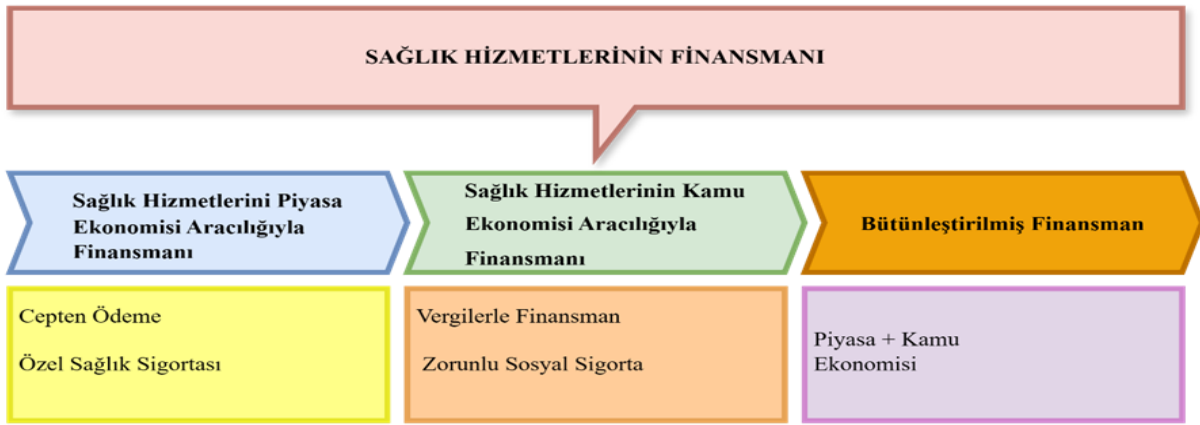 SAĞLIK HİZMETLERİNİN FİNANSMANI
Sağlık Hizmetlerini Piyasa
Ekonomisi Aracılığıyla
Finansmanı
Sağlık Hizmetlerinin Kamu
Ekonomisi Aracılığıyla
Finansmanı
Bütünleştirilmiş Finansman
Cepten Ödeme
Özel Sağlık Sigortası
Vergilerle Finansman
Zorunlu Sosyal Sigorta
Piyasa + Kamu
Ekonomisi